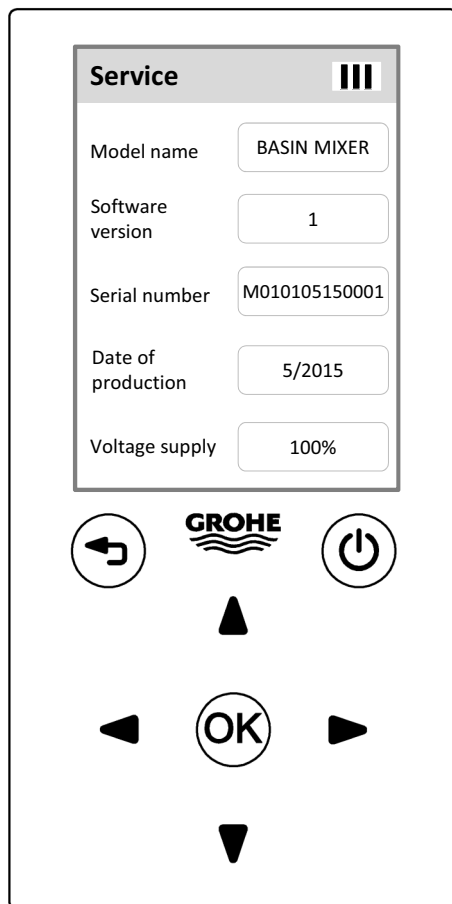 Service
Model name
BASIN MIXER
Software
version
1
Serial number
M010105150001
Date of
production
5/2015
Voltage supply
100%
GROHE
OK